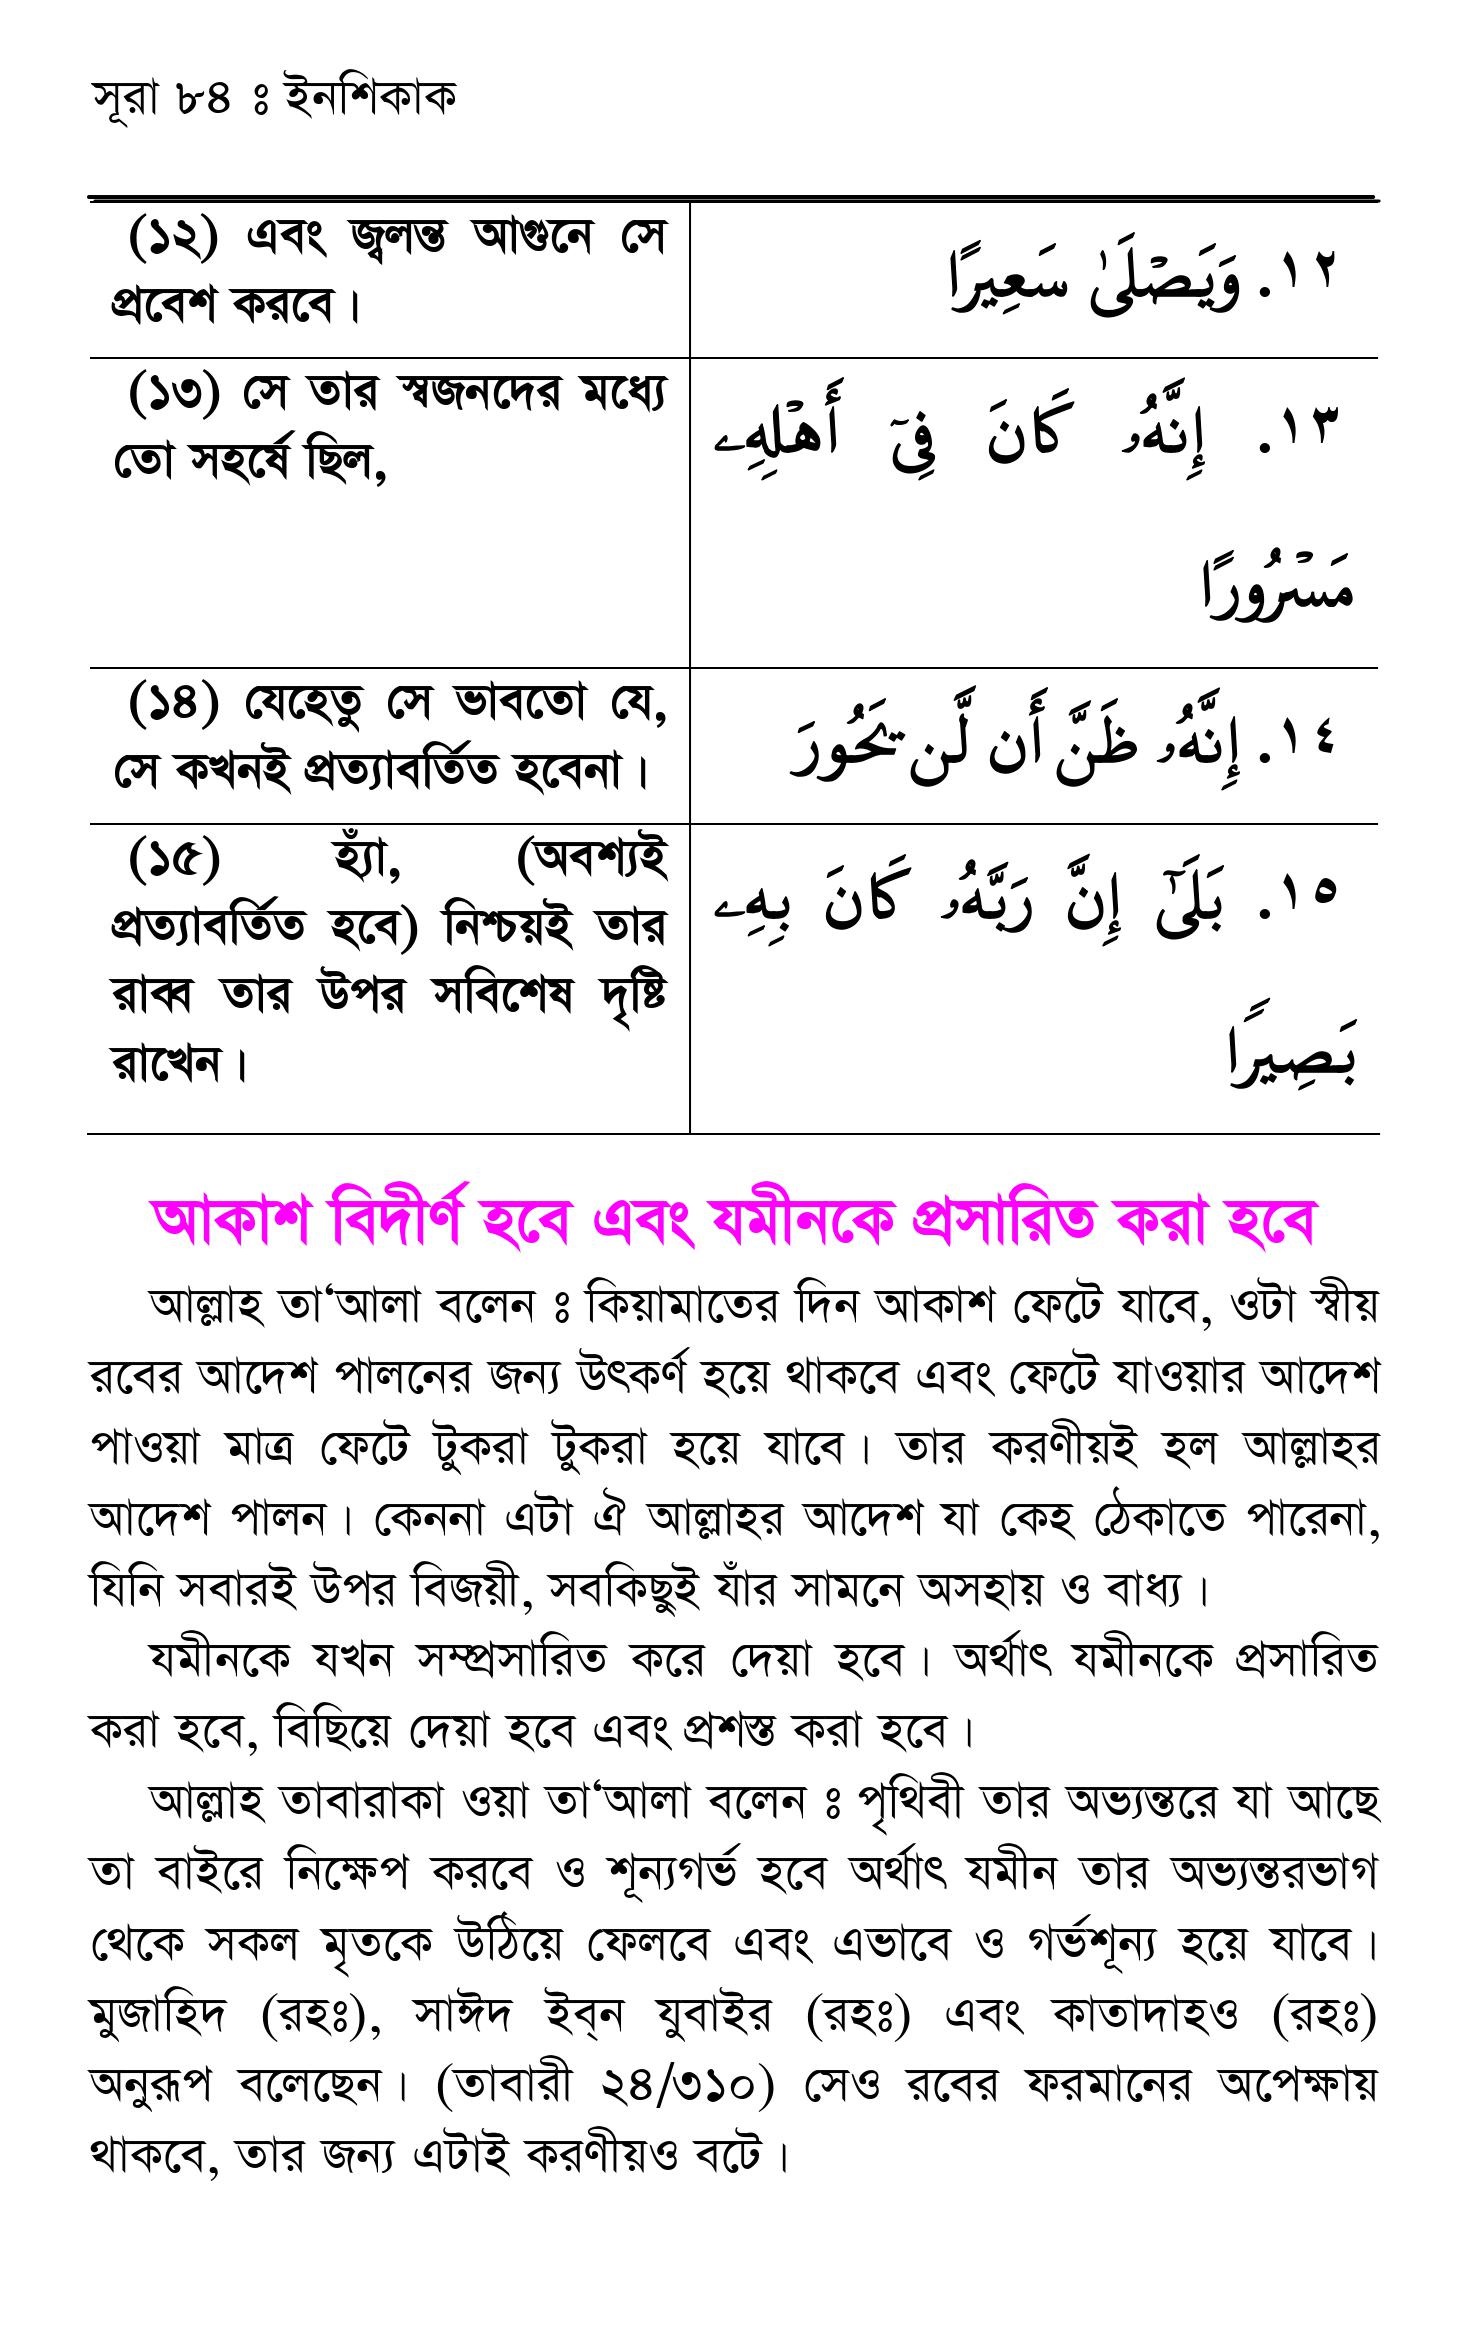 সূরা ৮৪ ঃ ইনশিকাক
(১২) এবং জ্বলন্ত আগুনে সে
প্রবেশ করবে।
١٢. وَيَصْلَىٰ سَعِيرًا
(১৩) সে তার স্বজনদের মধ্যে
তো সহর্ষে ছিল,
١٣. إِنَّهُۥ كَانَ فِىٓ أَهْلِهِۦ
مَسْرُورًا
(১৪) যেহেতু সে ভাবতো যে,
সে কখনই প্রত্যাবর্তিত হবেনা।
١٤. إِنَّهُۥ ظَنَّ أَن لَّن يَحُورَ
(১৫) হ্যাঁ, (অবশ্যই
প্রত্যাবর্তিত হবে) নিশ্চয়ই তার
রাব্ব তার উপর সবিশেষ দৃষ্টি
রাখেন।
١٥. بَلَىٰٓ إِنَّ رَبَّهُۥ كَانَ بِهِۦ
بَصِيرًا
আকাশ বিদীর্ণ হবে এবং যমীনকে প্রসারিত করা হবে
আল্লাহ তা‘আলা বলেন ঃ কিয়ামাতের দিন আকাশ ফেটে যাবে, ওটা স্বীয়
রবের আদেশ পালনের জন্য উৎকর্ণ হয়ে থাকবে এবং ফেটে যাওয়ার আদেশ
পাওয়া মাত্র ফেটে টুকরা টুকরা হয়ে যাবে। তার করণীয়ই হল আল্লাহর
আদেশ পালন। কেননা এটা ঐ আল্লাহর আদেশ যা কেহ ঠেকাতে পারেনা,
যিনি সবারই উপর বিজয়ী, সবকিছুই যাঁর সামনে অসহায় ও বাধ্য।
যমীনকে যখন সম্প্রসারিত করে দেয়া হবে। অর্থাৎ যমীনকে প্রসারিত
করা হবে, বিছিয়ে দেয়া হবে এবং প্রশস্ত করা হবে।
আল্লাহ তাবারাকা ওয়া তা‘আলা বলেন ঃ পৃথিবী তার অভ্যন্তরে যা আছে
তা বাইরে নিক্ষেপ করবে ও শূন্যগর্ভ হবে অর্থাৎ যমীন তার অভ্যন্তরভাগ
থেকে সকল মৃতকে উঠিয়ে ফেলবে এবং এভাবে ও গর্ভশূন্য হয়ে যাবে।
মুজাহিদ (রহঃ), সাঈদ ইব্‌ন যুবাইর (রহঃ) এবং কাতাদাহও (রহঃ)
অনুরূপ বলেছেন। (তাবারী ২৪/৩১০) সেও রবের ফরমানের অপেক্ষায়
থাকবে, তার জন্য এটাই করণীয়ও বটে।